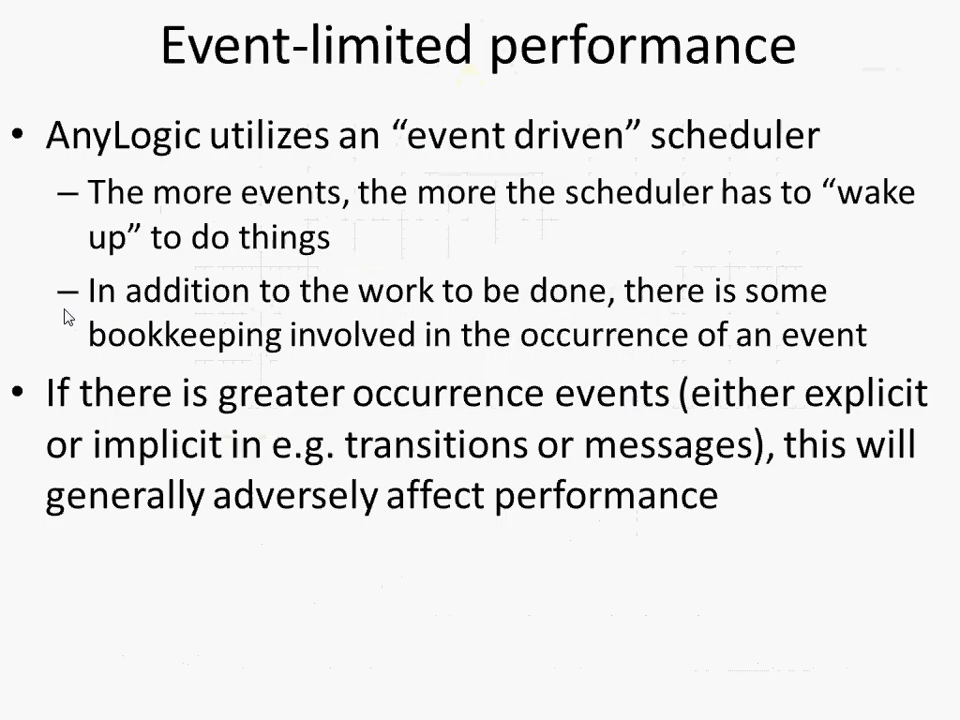 Event-limited performance
• AnyLogic utilizes an “event driven” scheduler
– The more events, the more the scheduler has to “wake
up” to do things
– In addition to the work to be done, there is some
bookkeeping involved in the occurrence of an event
• If there is greater occurrence events (either explicit
or implicit in e.g. transitions or messages), this will
generally adversely affect performance